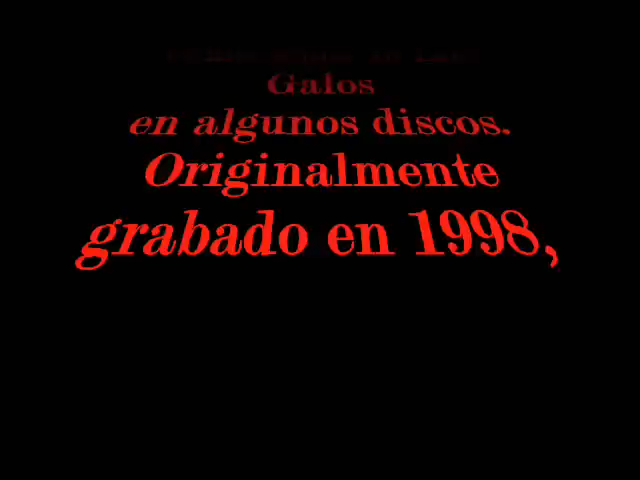 Galos
en algunos discos.
Originalmente
grabado en 1998,